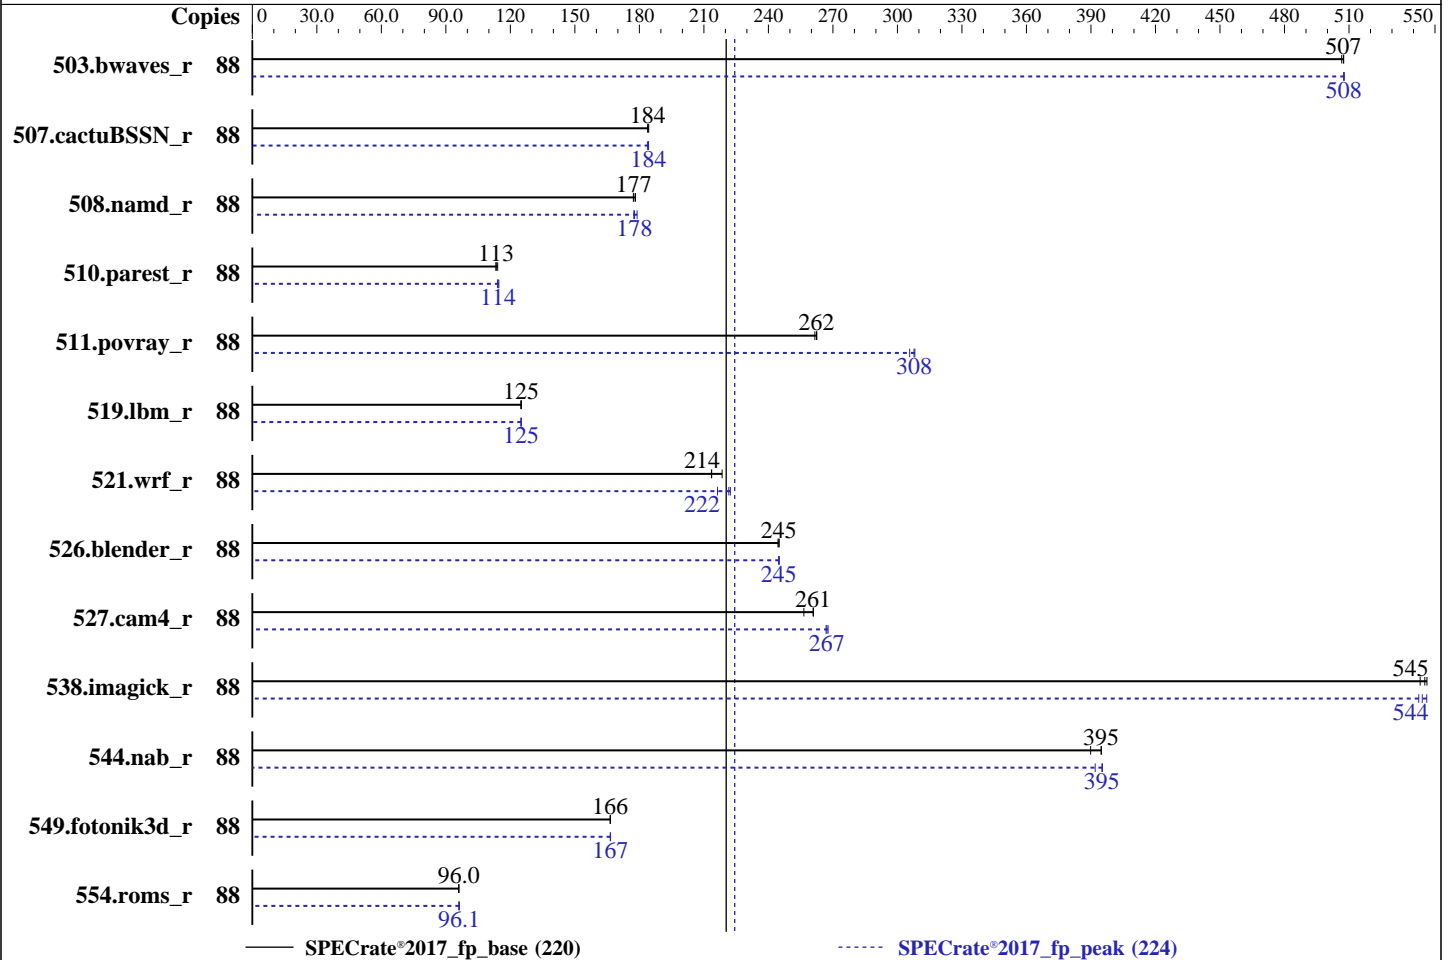 Copies 0 30.0 60.0 90.0 120 150 180 210 240 270 300 330 360 390 420 450 480 510 550
503.bwaves_r 88 507
508
507.cactuBSSN_r 88 184
184
508.namd_r 88 177
178
510.parest_r 88 113
114
511.povray_r 88 262
308
519.lbm_r 88 125
125
521.wrf_r 88 214
222
526.blender_r 88 245
245
527.cam4_r 88 261
267
538.imagick_r 88 545
544
544.nab_r 88 395
395
549.fotonik3d_r 88 166
167
554.roms_r 88 96.0
96.1
SPECrate®2017_fp_base (220) SPECrate®2017_fp_peak (224)